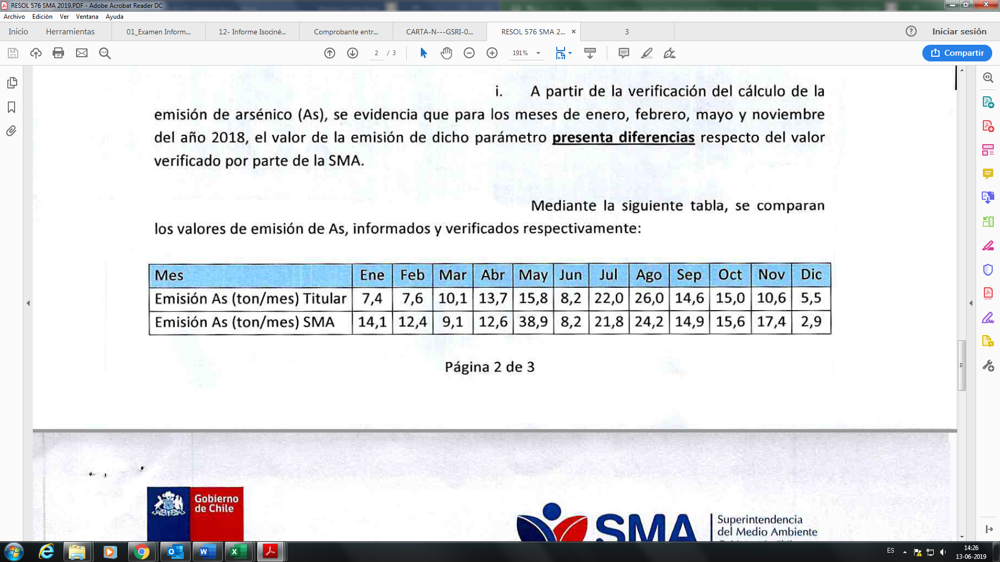 RESOL 576 SMA 2019.PDF - Adobe Acrobat Reader DC
Archivo Edición Ver Ventana Ayuda
Inicio Herramientas 01_Examen Inform... 12- Informe Isociné... Comprobante entr... CARTA-N---GSRI-0... RESOL 576 SMA 2... × 3 Iniciar sesión
2 / 3 191% Compartir
i. A partir de la verificación del cálculo de la
emisión de arsénico (As), se evidencia que para los meses de enero, febrero, mayo y noviembre
del año 2018, el valor de la emisión de dicho parámetro presenta diferencias respecto del valor
verificado por parte de la SMA.
Mediante la siguiente tabla, se comparan
los valores de emisión de As, informados y verificados respectivamente:
Mes Ene Feb Mar Abr May Jun Jul Ago Sep Oct Nov Dic
Emisión As (ton/mes) Titular 7,4 7,6 10,1 13,7 15,8 8,2 22,0 26,0 14,6 15,0 10,6 5,5
Emisión As (ton/mes) SMA 14,1 12,4 9,1 12,6 38,9 8,2 21,8 24,2 14,9 15,6 17,4 2,9
Página 2 de 3
Gobierno
de Chile
SMA
Superintendencia
del Medio Ambiente
ES 14:26
13-06-2019